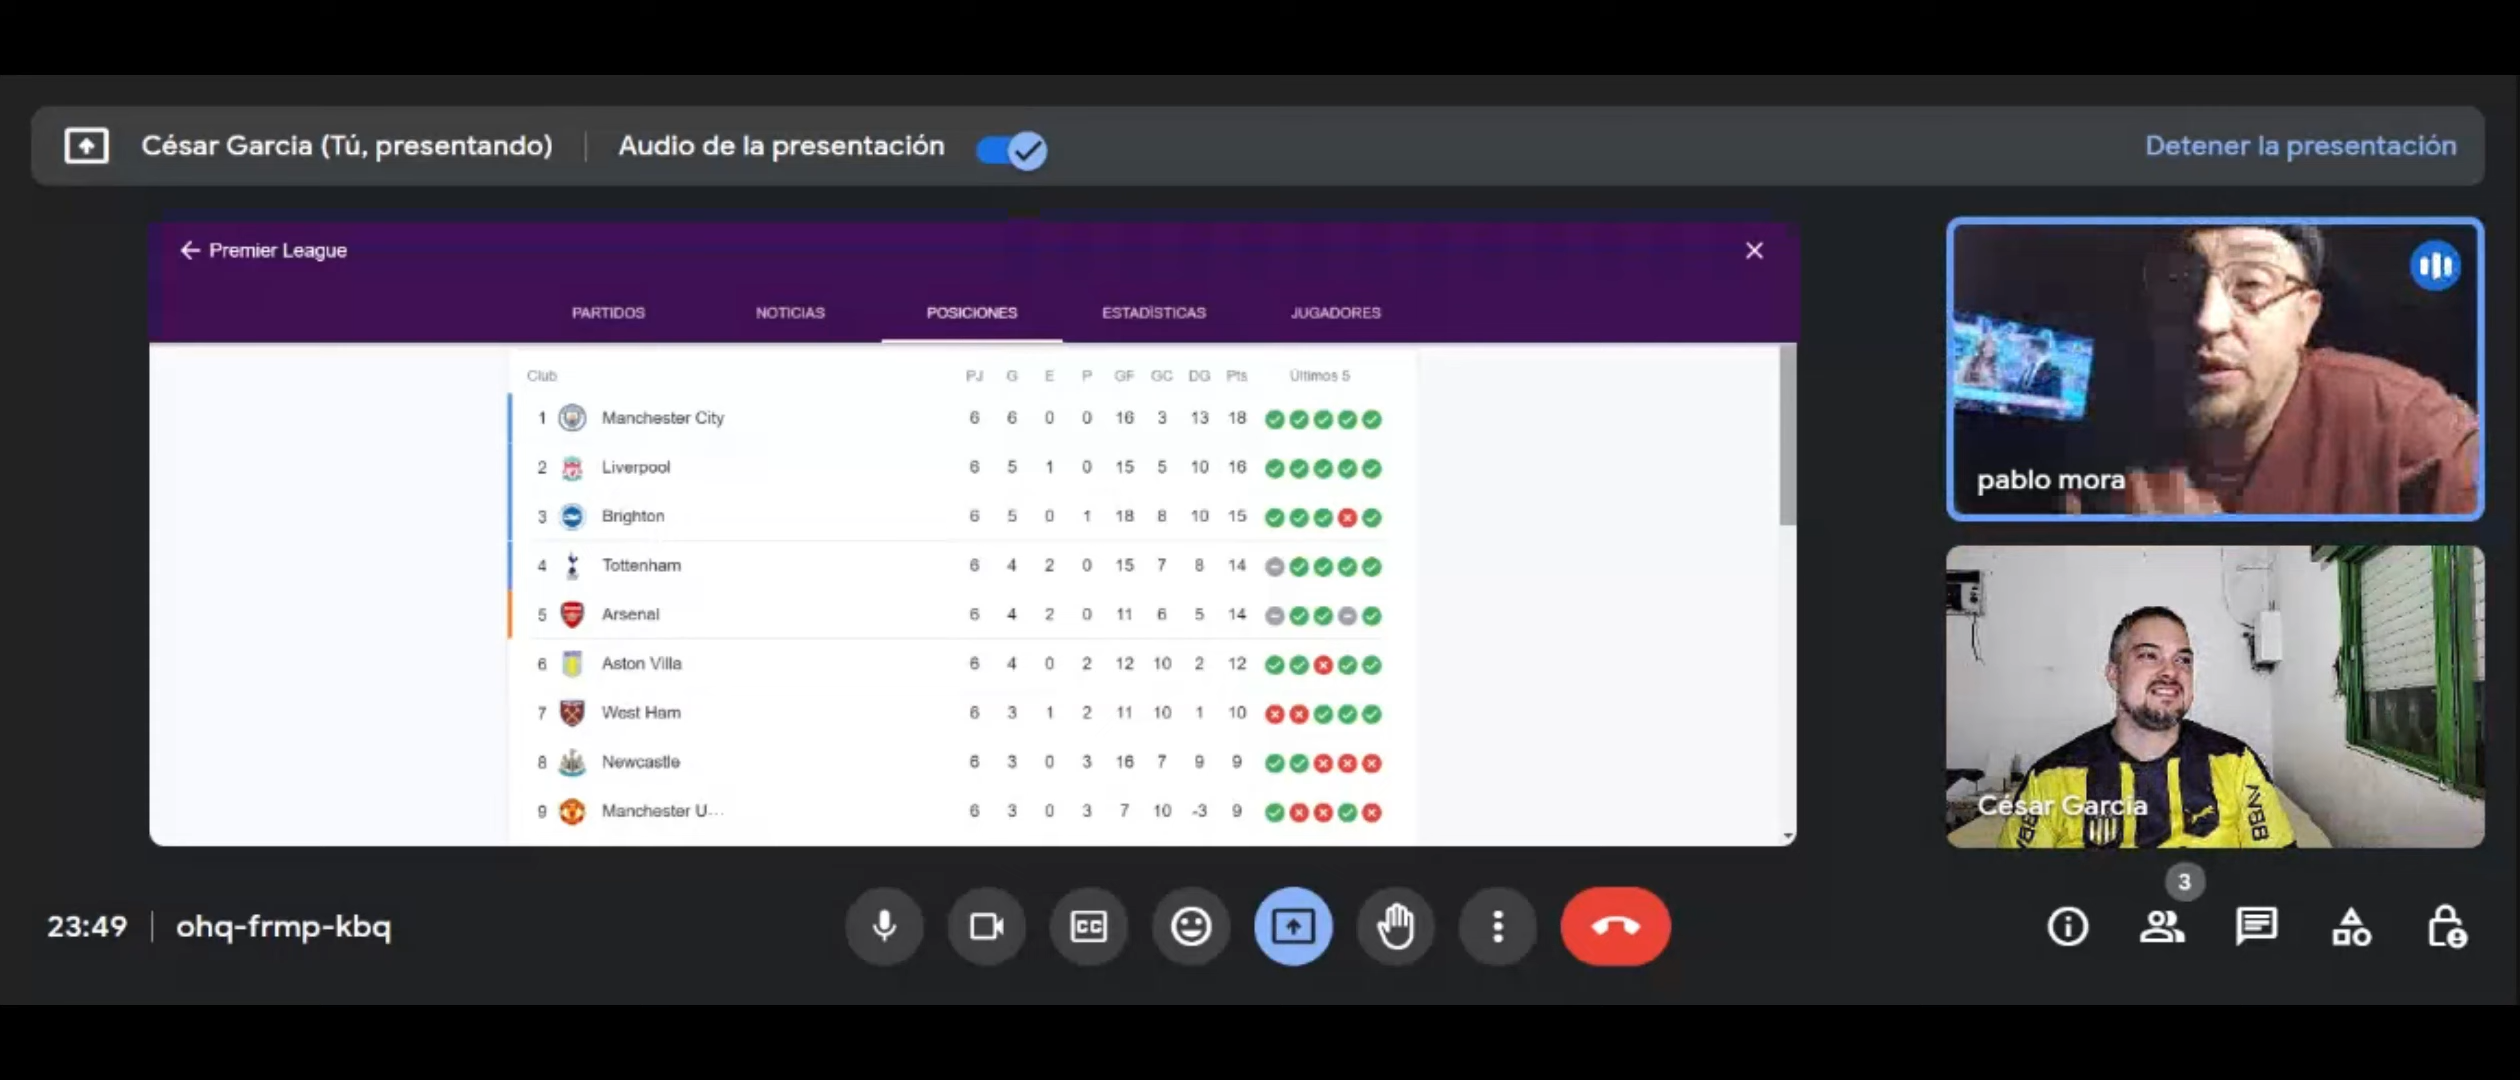 César Garcia (Tú, presentando) Audio de la presentación Detener la presentación
Premier League
PARTIDOS NOTICIAS POSICIONES ESTADÍSTICAS JUGADORES
Club PJ G E P GF GC DG Pts Últimos 5
1 Manchester City 6 6 0 0 16 3 13 18
2 Liverpool 6 5 1 0 15 5 10 16
3 Brighton 6 5 0 1 18 8 10 15
4 Tottenham 6 4 2 0 15 7 8 14
5 Arsenal 6 4 2 0 11 6 5 14
6 Aston Villa 6 4 0 2 12 10 2 12
7 West Ham 6 3 1 2 11 10 1 10
8 Newcastle 6 3 0 3 16 7 9 9
9 Manchester U... 6 3 0 3 7 10 -3 9
pablo mora
César Garcia
ANBB
23:49 ohq-frmp-kbq
CC
3